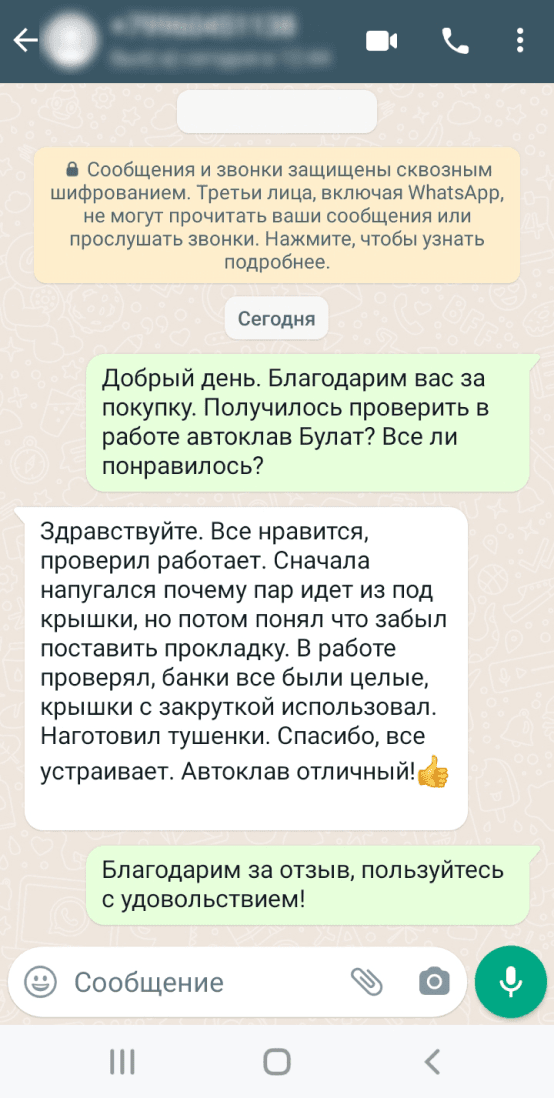 Сообщения и звонки защищены сквозным
шифрованием. Третьи лица, включая WhatsApp,
не могут прочитать ваши сообщения или
прослушать звонки. Нажмите, чтобы узнать
подробнее.
Сегодня
Добрый день. Благодарим вас за
покупку. Получилось проверить в
работе автоклав Булат? Все ли
понравилось?
Здравствуйте. Все нравится,
проверил работает. Сначала
напугался почему пар идет из под
крышки, но потом понял что забыл
поставить прокладку. В работе
проверял, банки все были целые,
крышки с закруткой использовал.
Наготовил тушенки. Спасибо, все
устраивает. Автоклав отличный!👍
Благодарим за отзыв, пользуйтесь
с удовольствием!
Сообщение